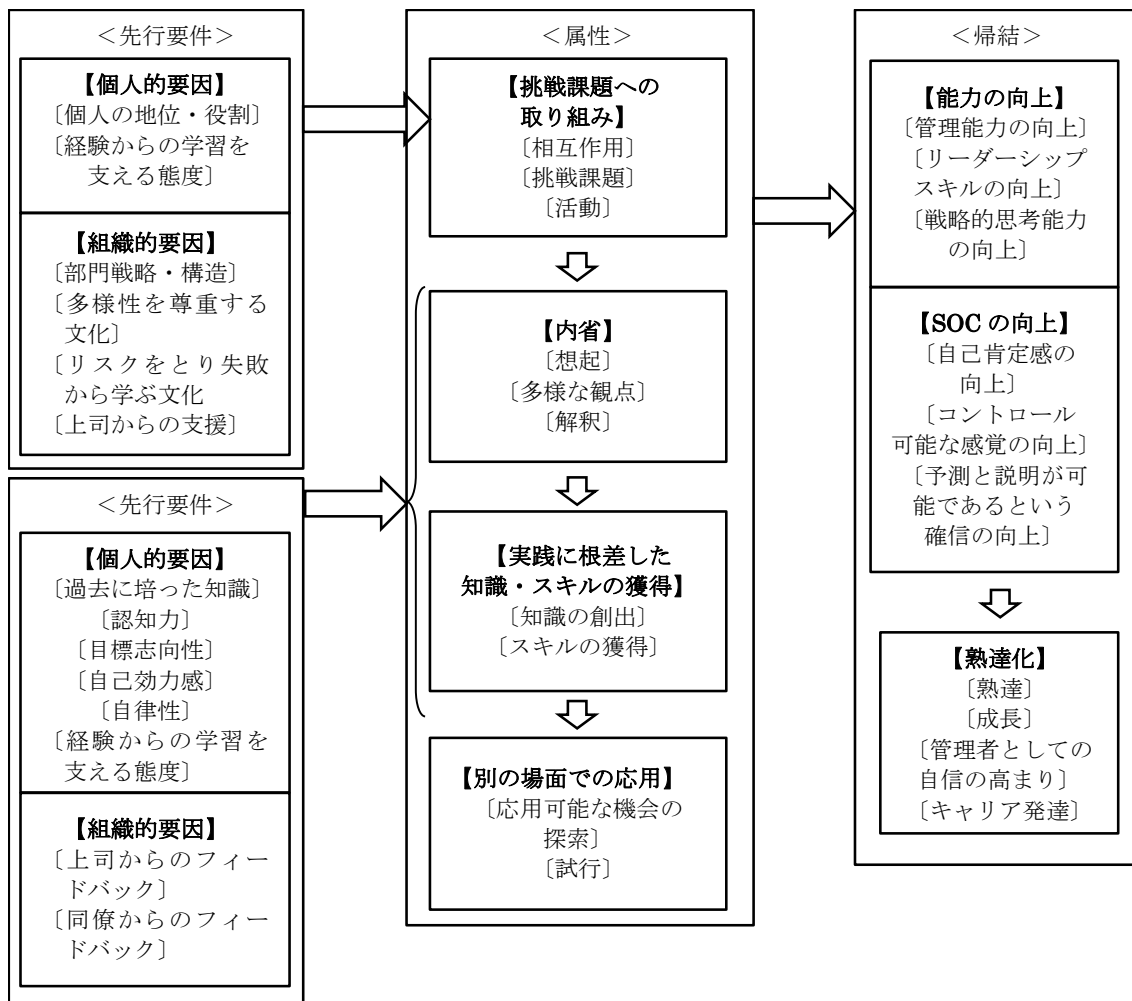 ＜先行要件＞
【個人的要因】
〔個人の地位・役割〕
〔経験からの学習を
支える態度〕
【組織的要因】
〔部門戦略・構造〕
〔多様性を尊重する
文化〕
〔リスクをとり失敗
から学ぶ文化
〔上司からの支援〕
＜先行要件＞
【個人的要因】
〔過去に培った知識〕
〔認知力〕
〔目標志向性〕
〔自己効力感〕
〔自律性〕
〔経験からの学習を
支える態度〕
【組織的要因】
〔上司からのフィー
ドバック〕
〔同僚からのフィー
ドバック〕
＜属性＞
【挑戦課題への
取り組み】
〔相互作用〕
〔挑戦課題〕
〔活動〕
【内省】
〔想起〕
〔多様な観点〕
〔解釈〕
【実践に根差した
知識・スキルの獲得】
〔知識の創出〕
〔スキルの獲得〕
【別の場面での応用】
〔応用可能な機会の
探索〕
〔試行〕
＜帰結＞
【能力の向上】
〔管理能力の向上〕
〔リーダーシップ
スキルの向上〕
〔戦略的思考能力
の向上〕
【SOC の向上】
〔自己肯定感の
向上〕
〔コントロール
可能な感覚の向上〕
〔予測と説明が可
能であるという
確信の向上〕
【熟達化】
〔熟達〕
〔成長〕
〔管理者としての
自信の高まり〕
〔キャリア発達〕